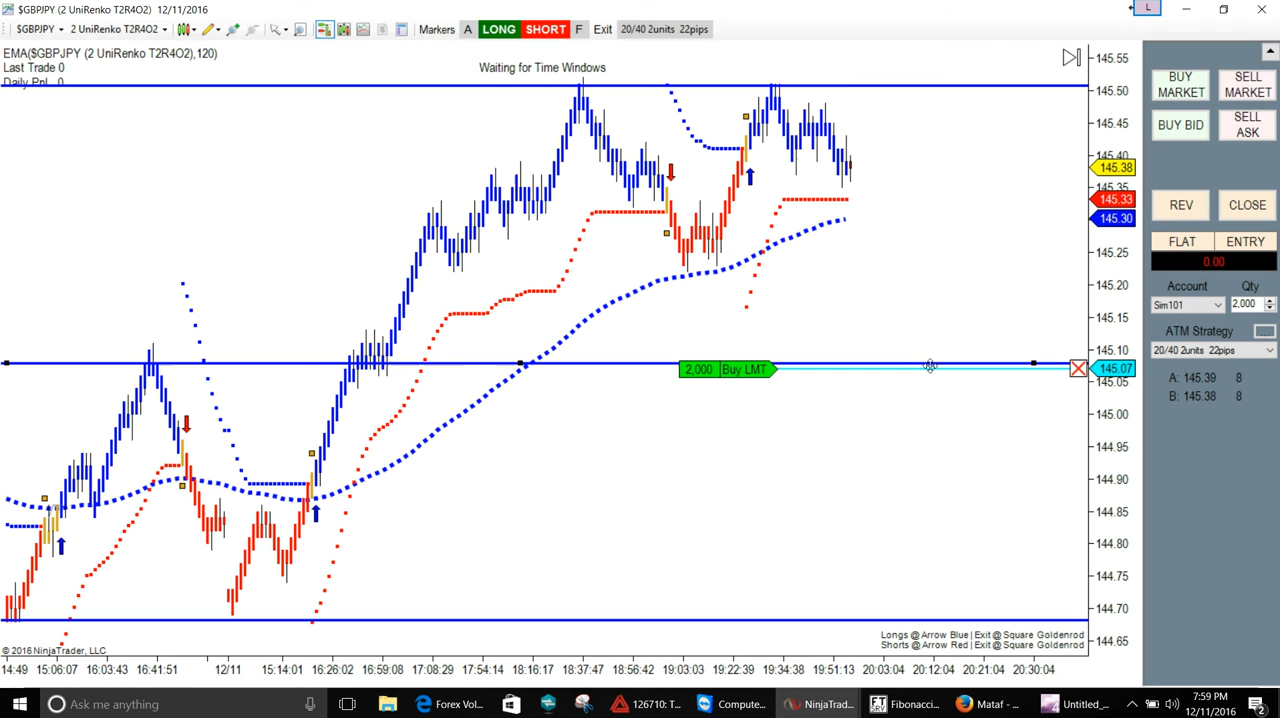 $GBPJPY (2 UniRenko T2R4O2) 12/11/2016
L
$GBPJPY 2 UniRenko T2R4O2 Markers A LONG SHORT F Exit 20/40 2units 22pips
EMA($GBPJPY (2 UniRenko T2R4O2),120)
Last Trade 0
Daily PnL 0
Waiting for Time Windows
145.55
145.50
145.45
145.40
145.38
145.35
145.33
145.30
145.25
145.20
145.15
145.10
145.07
145.05
145.00
144.95
144.90
144.85
144.80
144.75
144.70
144.65
2,000 Buy LMT
Longs @ Arrow Blue | Exit @ Square Goldenrod
Shorts @ Arrow Red | Exit @ Square Goldenrod
© 2016 NinjaTrader, LLC
14:49 15:06:07 16:03:43 16:41:51 12/11 15:14:01 16:26:02 16:59:08 17:08:29 17:54:14 18:16:17 18:37:47 18:56:42 19:03:03 19:22:39 19:34:38 19:51:13 20:03:04 20:12:04 20:21:04 20:30:04
BUY MARKET
SELL MARKET
BUY BID
SELL ASK
REV
CLOSE
FLAT
ENTRY
0.00
Account Qty
Sim101 2,000
ATM Strategy
20/40 2units 22pips
A: 145.39 8
B: 145.38 8
Ask me anything
Forex Vol...
126710: T...
Compute...
NinjaTrad...
Fibonacci...
Mataf - ...
Untitled_...
7:59 PM
12/11/2016
2